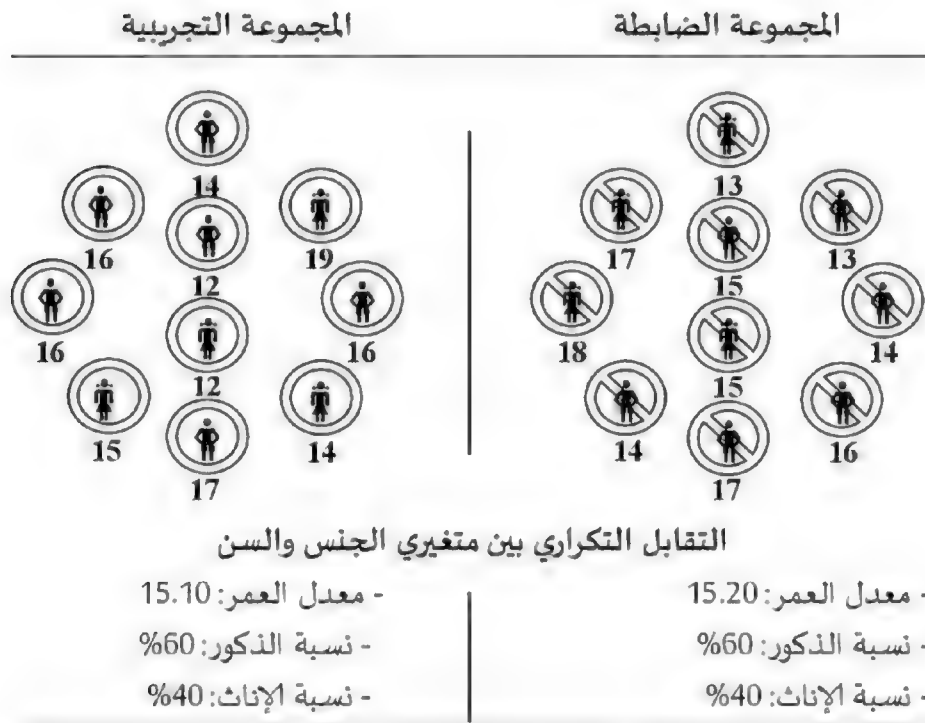 المجموعة الضابطة
المجموعة التجريبية
13
17
13
15
18
14
15
14
16
17
14
16
19
12
16
16
12
15
14
17
التقابل التكراري بين متغيري الجنس والسن
- معدل العمر: 15.20
- نسبة الذكور: 60%
- نسبة الإناث: 40%
- معدل العمر: 15.10
- نسبة الذكور: 60%
- نسبة الإناث: 40%